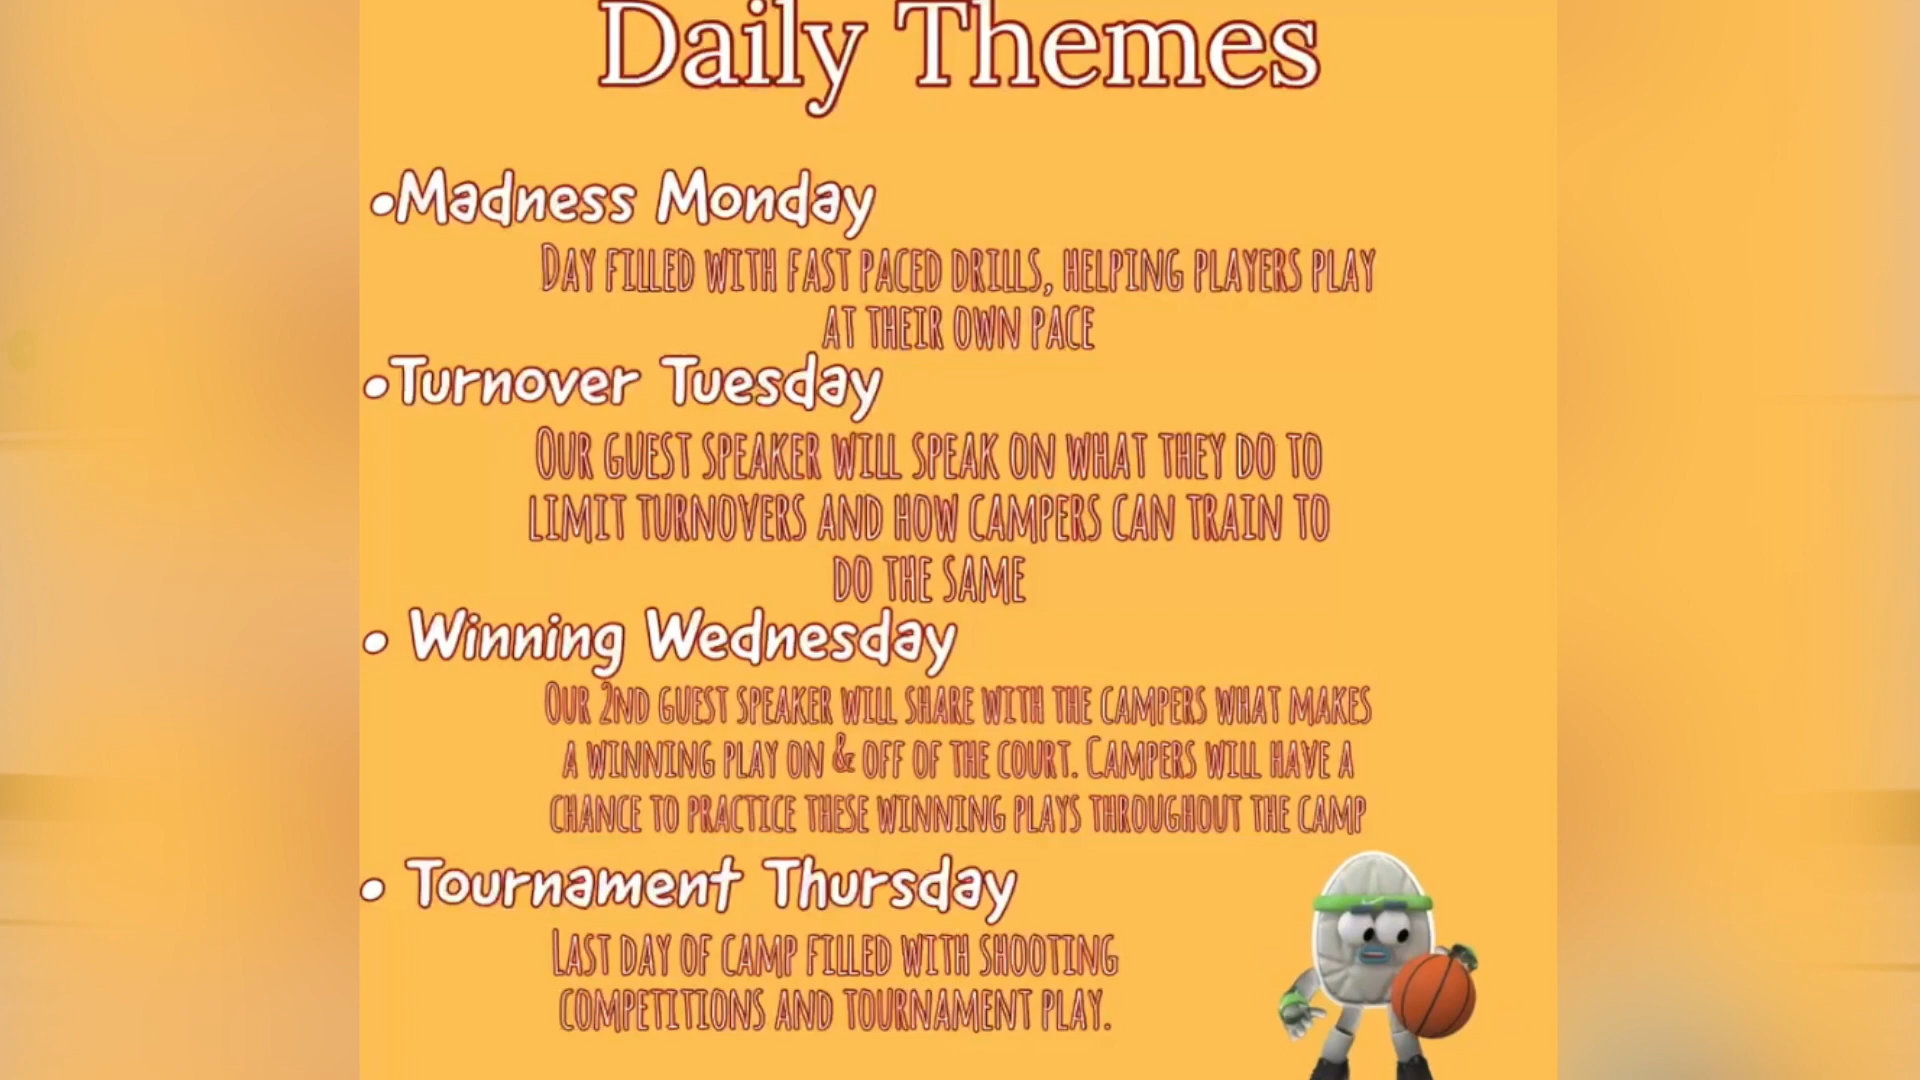 Daily Themes
•Madness Monday
Day filled with fast paced drills, helping players play
at their own pace
•Turnover Tuesday
Our guest speaker will speak on what they do to
limit turnovers and how campers can train to
do the same
• Winning Wednesday
Our 2nd guest speaker will share with the campers what makes
a winning play on & off of the court. Campers will have a
chance to practice these winning plays throughout the camp
• Tournament Thursday
Last day of camp filled with shooting
competitions and tournament play.